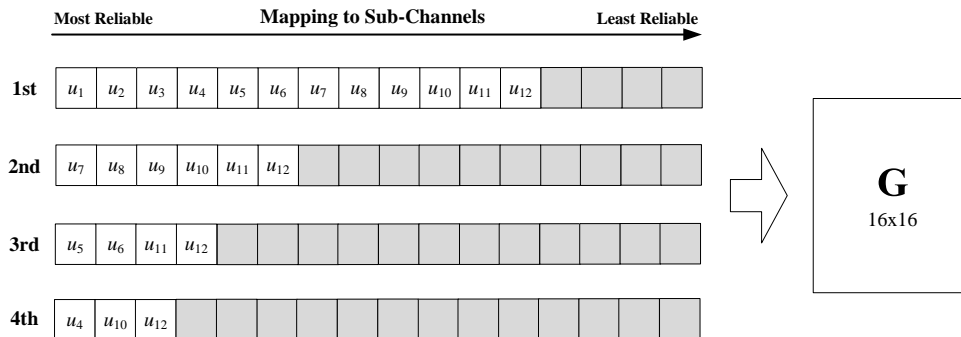 Most Reliable Mapping to Sub-Channels Least Reliable
1st u₁ u₂ u₃ u₄ u₅ u₆ u₇ u₈ u₉ u₁₀ u₁₁ u₁₂
2nd u₇ u₈ u₉ u₁₀ u₁₁ u₁₂
3rd u₅ u₆ u₁₁ u₁₂
4th u₄ u₁₀ u₁₂
G
16x16